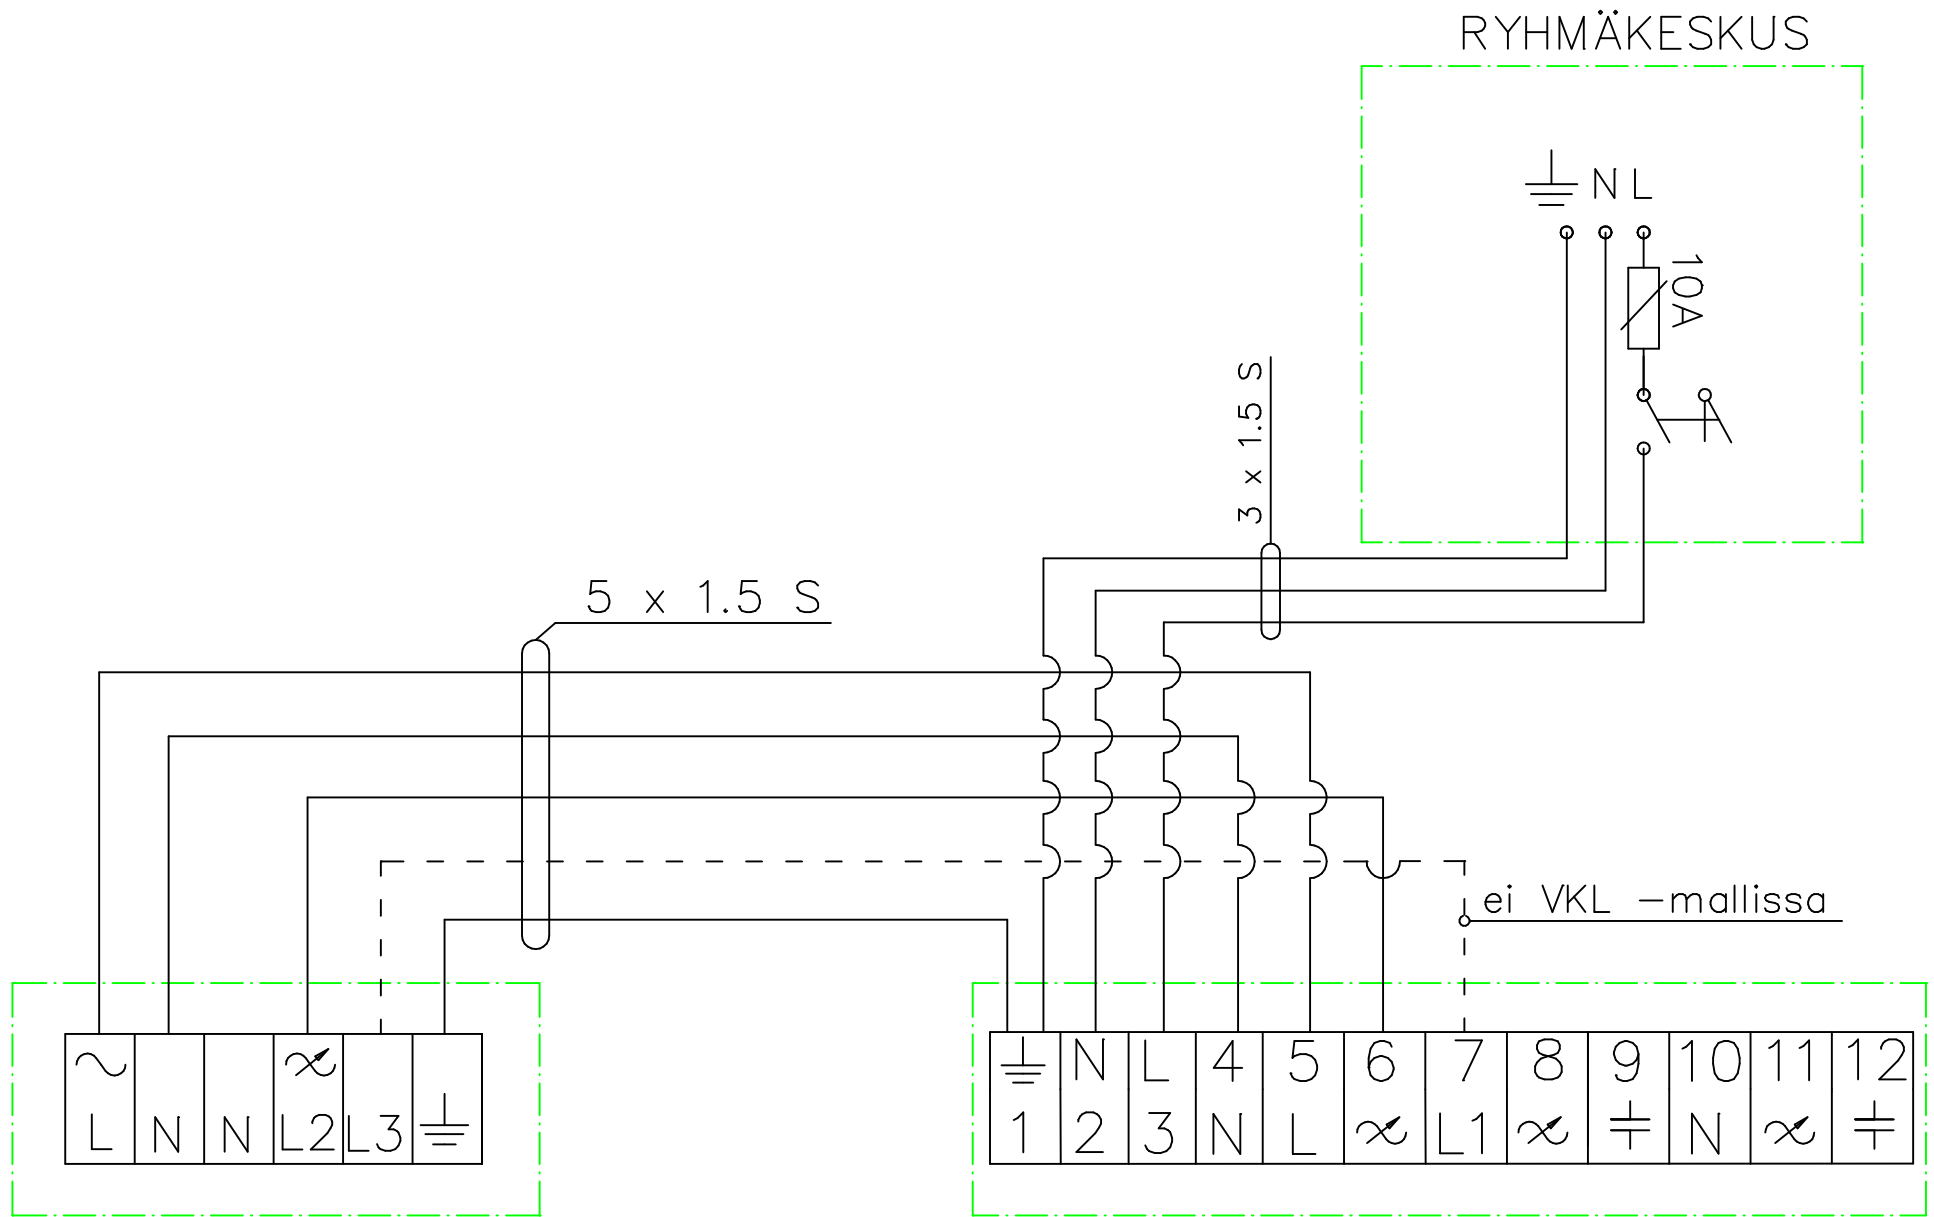 RYHMÄKESKUS
N L
10A
3 x 1.5 S
5 x 1.5 S
ei VKL -mallissa
L N N L2 L3
N L 4 5 6 7 8 9 10 11 12
1 2 3 N L L1 N